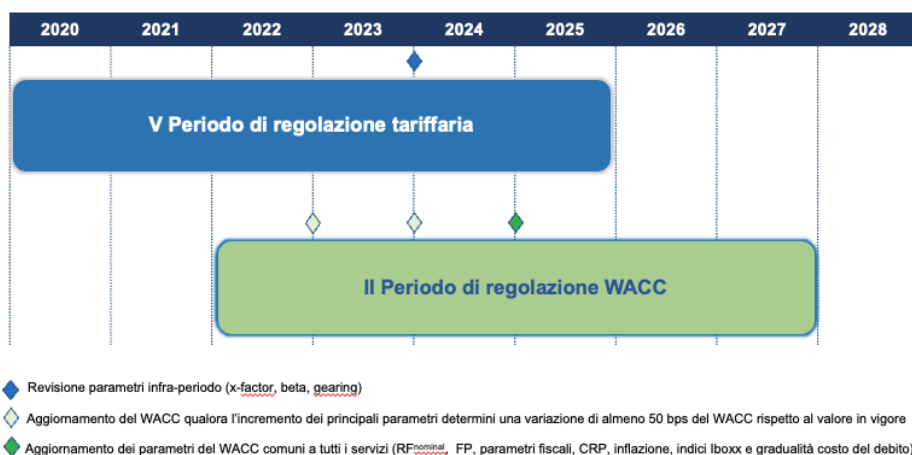 2020 2021 2022 2023 2024 2025 2026 2027 2028
V Periodo di regolazione tariffaria
II Periodo di regolazione WACC
Revisione parametri infra-periodo (x-factor, beta, gearing)
Aggiornamento del WACC qualora l'incremento dei principali parametri determini una variazione di almeno 50 bps del WACC rispetto al valore in vigore
Aggiornamento dei parametri del WACC comuni a tutti i servizi (RFnominal, FP, parametri fiscali, CRP, inflazione, indici Iboxx e gradualità costo del debito)